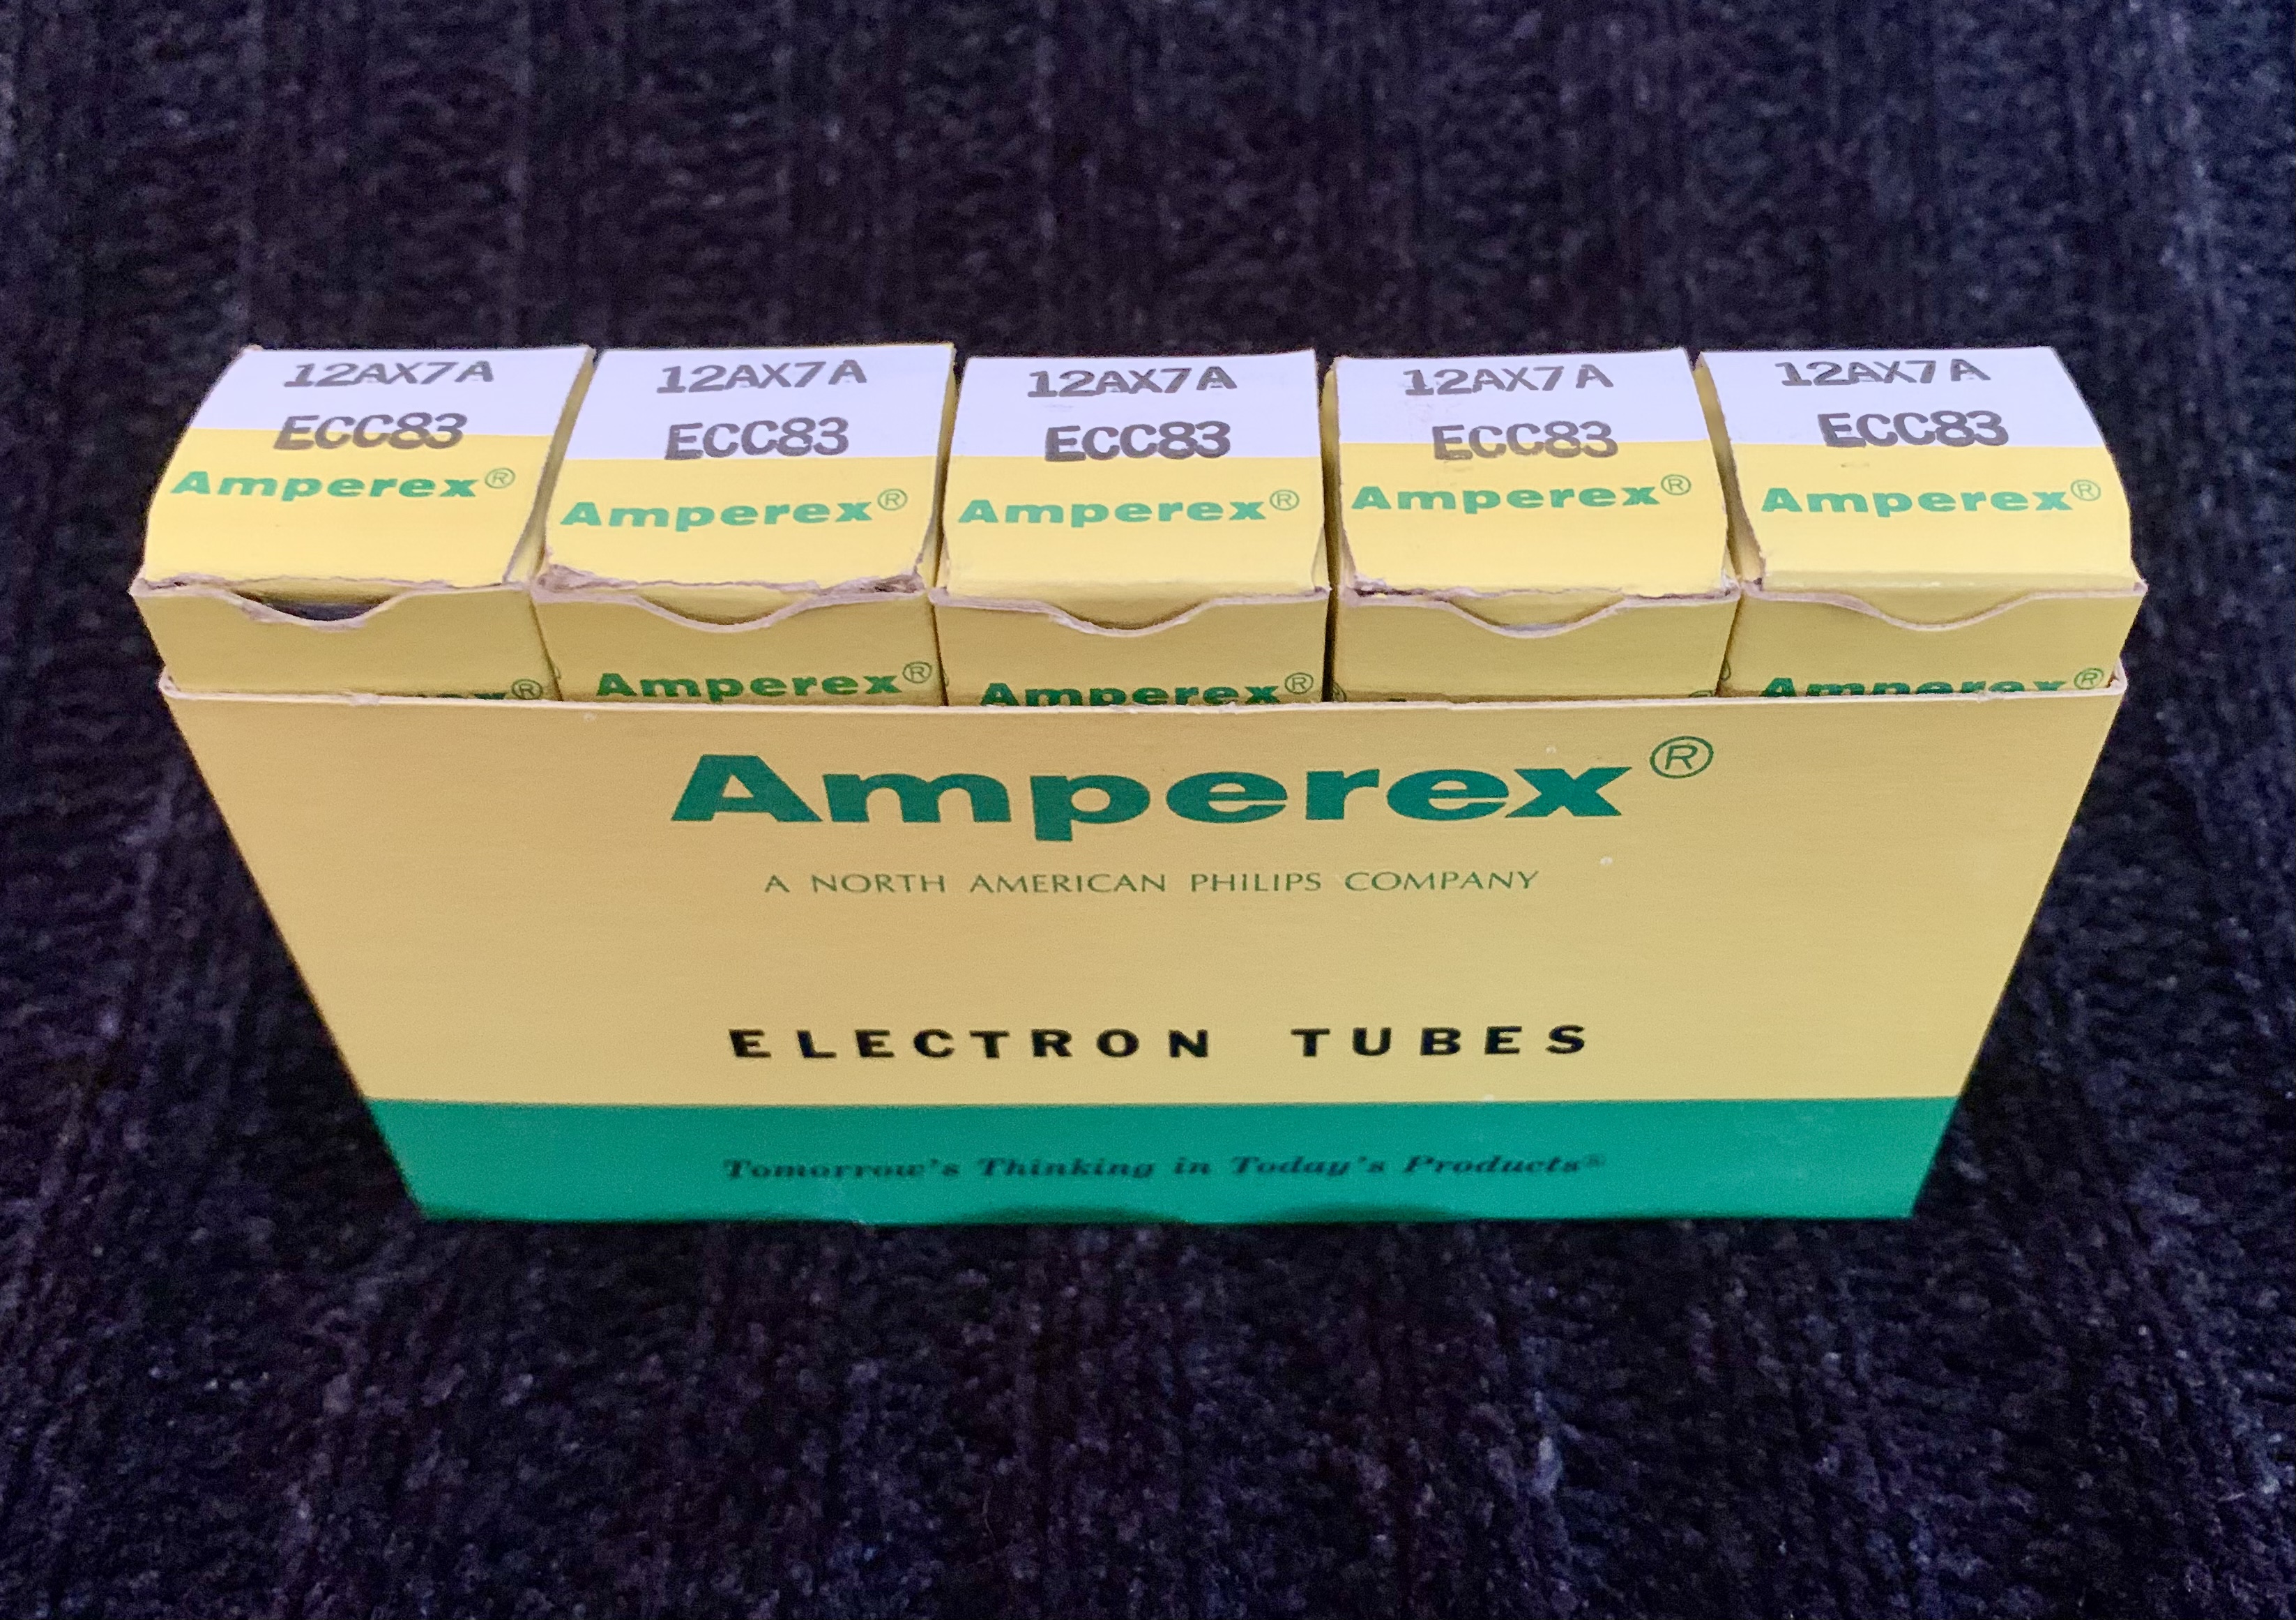 12AX7A
ECC83
Amperex®
12AX7A
ECC83
Amperex®
12AX7A
ECC83
Amperex®
12AX7A
ECC83
Amperex®
12AX7A
ECC83
Amperex®
Amperex®
Amperex®
Amperex®
Amperex®
A NORTH AMERICAN PHILIPS COMPANY
ELECTRON TUBES
Tomorrow's Thinking in Today's Products®